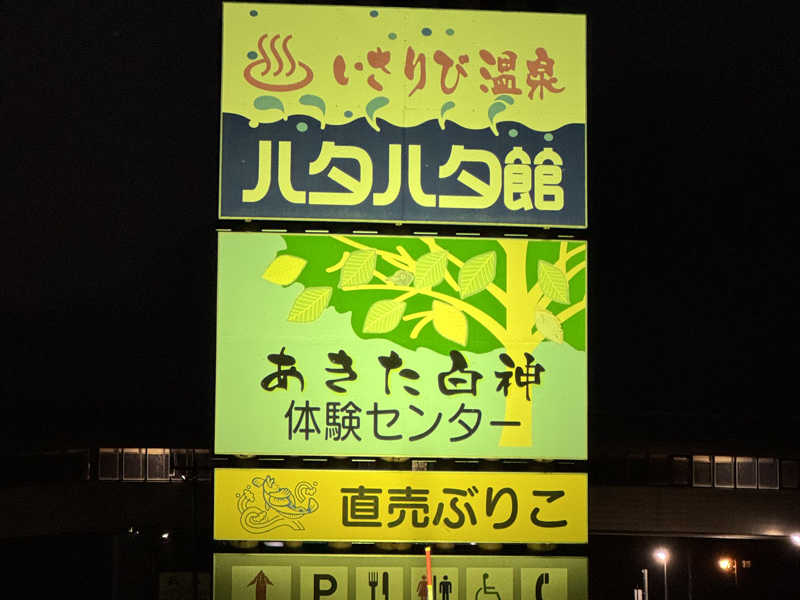 いさりび温泉
ハタハタ館
あきた白神
体験センター
直売ぶりこ
P